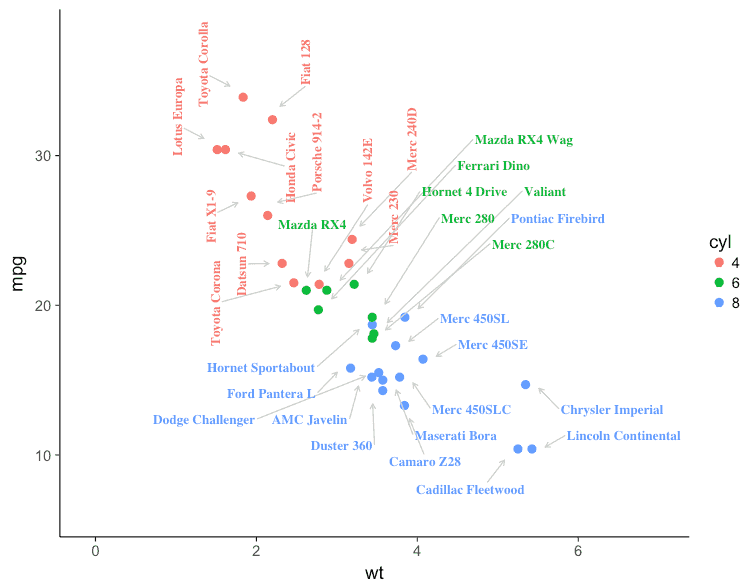 Toyota Corolla
Fiat 128
Lotus Europa
Honda Civic
Porsche 914-2
Volvo 142E
Merc 240D
Mazda RX4 Wag
Ferrari Dino
Hornet 4 Drive
Valiant
Fiat X1-9
Merc 230
Mazda RX4
Merc 280
Pontiac Firebird
Datsun 710
Merc 280C
Toyota Corona
Merc 450SL
Merc 450SE
Hornet Sportabout
Ford Pantera L
Dodge Challenger
AMC Javelin
Merc 450SLC
Chrysler Imperial
Duster 360
Maserati Bora
Lincoln Continental
Camaro Z28
Cadillac Fleetwood
30
20
10
mpg
0
2
4
6
wt
cyl
4
6
8